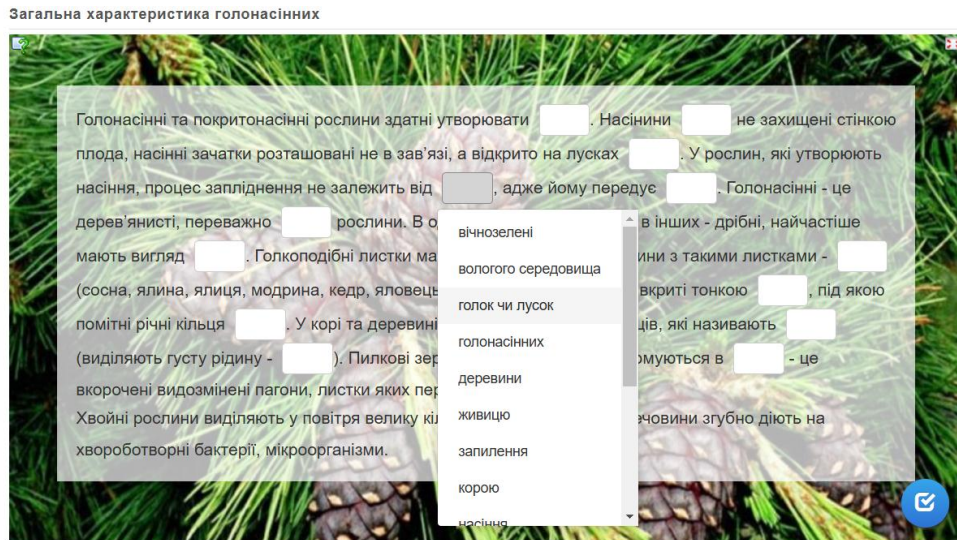 Загальна характеристика голонасінних
Голонасінні та покритонасінні рослини здатні утворювати . Насінини не захищені стінкою
плода, насінні зачатки розташовані не в зав’язі, а відкрито на лусках . У рослин, які утворюють
насіння, процес запліднення не залежить від , адже йому передує . Голонасінні - це
дерев’янисті, переважно рослини. В о в інших - дрібні, найчастіше
мають вигляд . Голкоподібні листки ма ини з такими листками -
(сосна, ялина, ялиця, модрина, кедр, яловець вкриті тонкою , під якою
помітні річні кільця . У корі та деревині ців, які називають
(виділяють густу рідину - ). Пилкові зер омуються в - це
вкорочені видозмінені пагони, листки яких пер
Хвойні рослини виділяють у повітря велику кіл ечовини згубно діють на
хвороботворні бактерії, мікроорганізми.
вічнозелені
вологого середовища
голок чи лусок
голонасінних
деревини
живицю
запилення
корою
насіння